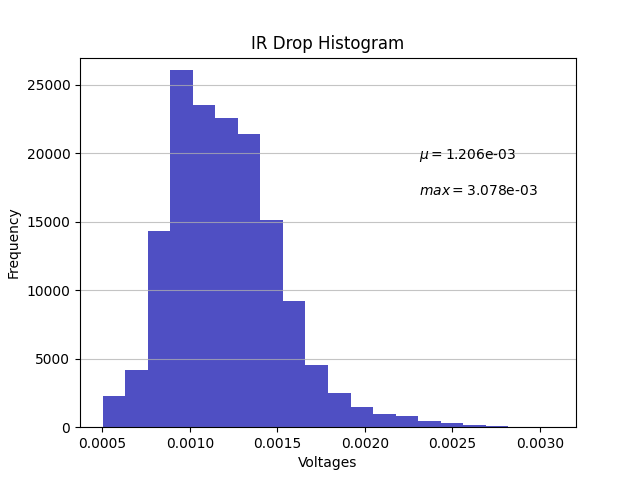 IR Drop Histogram
25000
20000
15000
10000
5000
0
Frequency
μ = 1.206e-03
max = 3.078e-03
0.0005 0.0010 0.0015 0.0020 0.0025 0.0030
Voltages